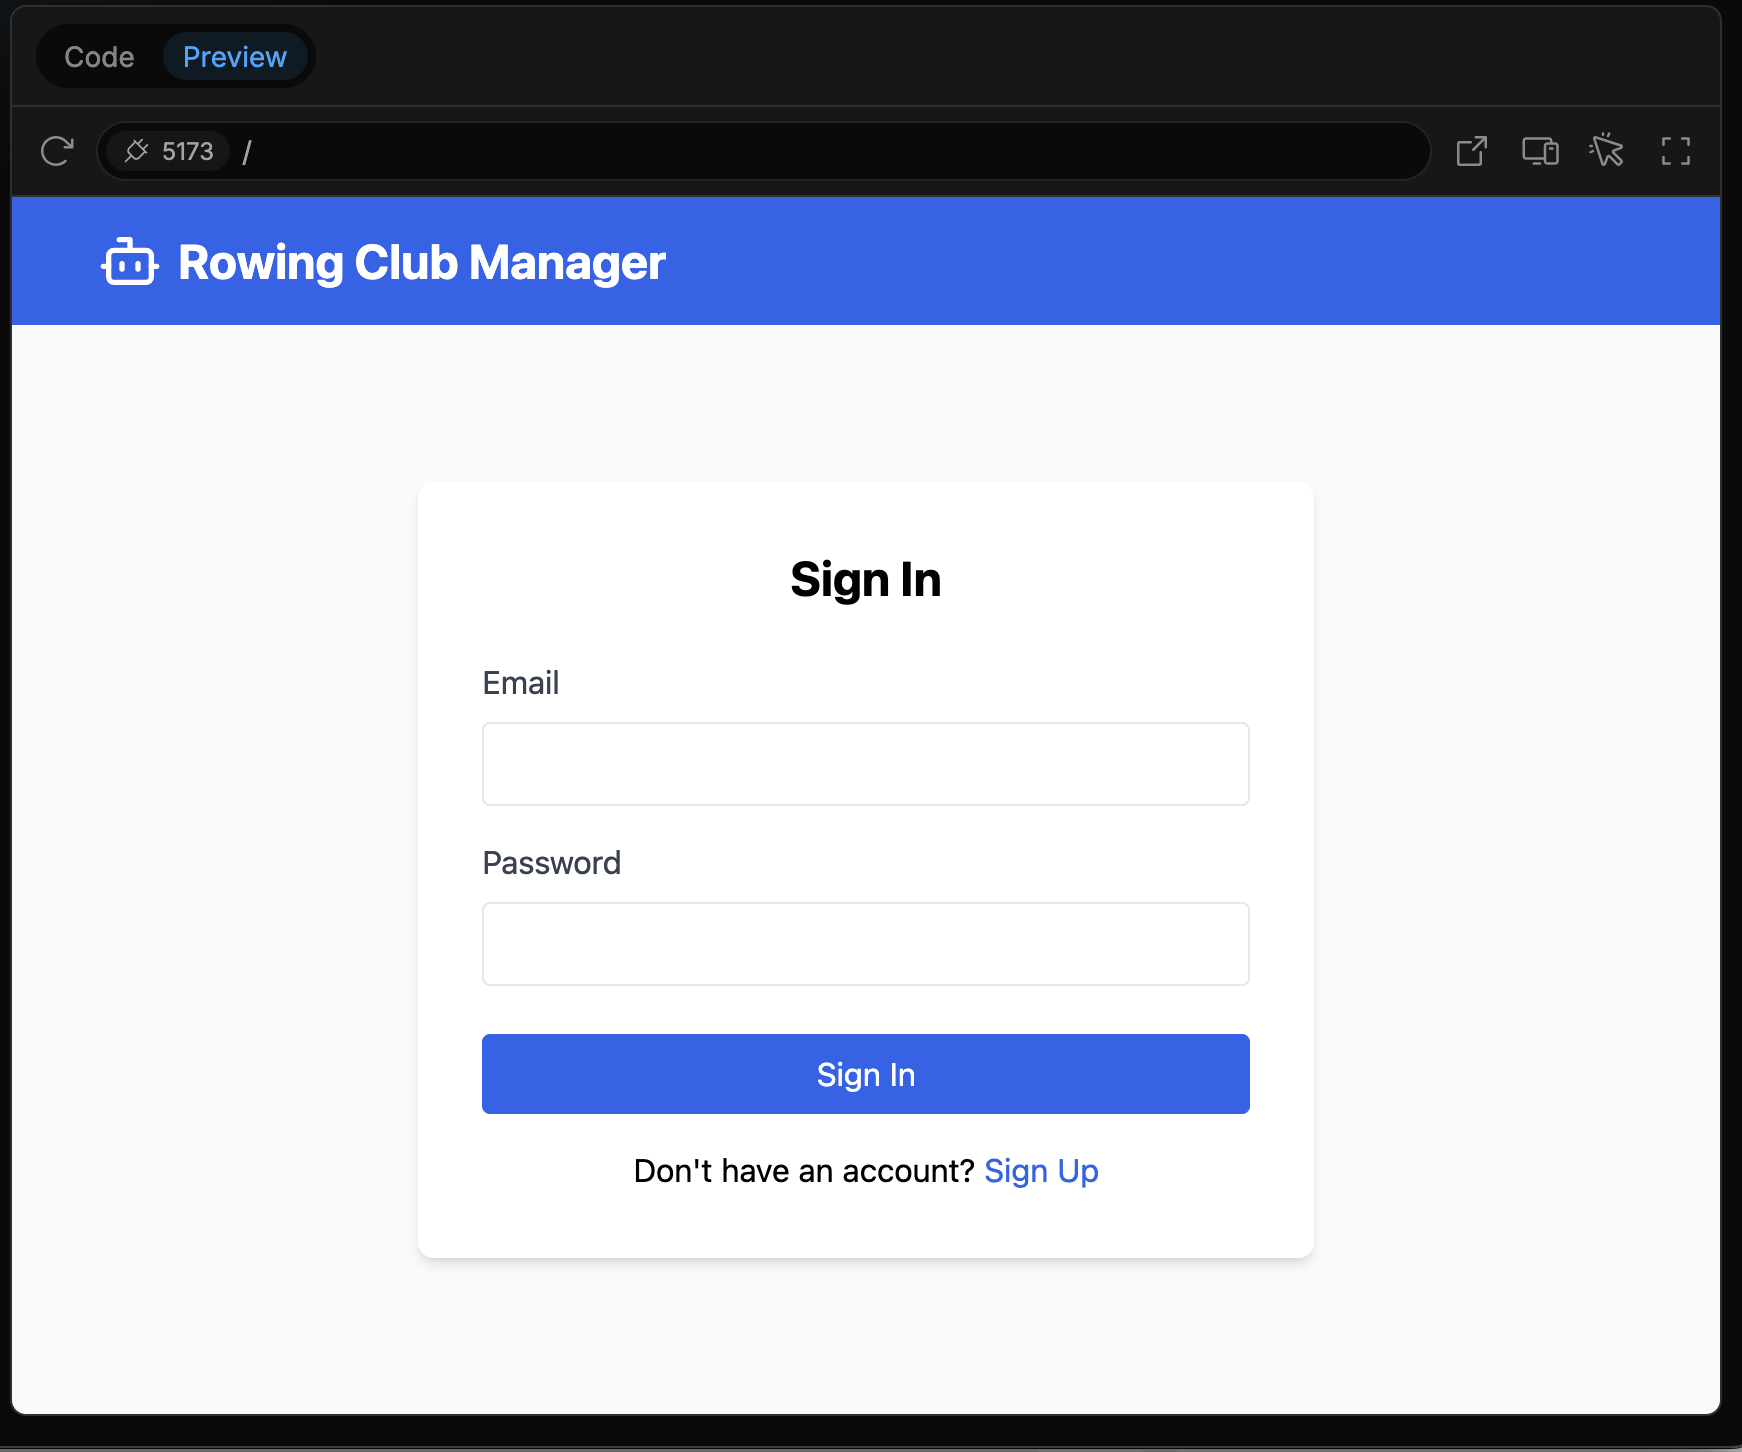 Code Preview
5173 /
Rowing Club Manager
Sign In
Email
Password
Sign In
Don't have an account? Sign Up